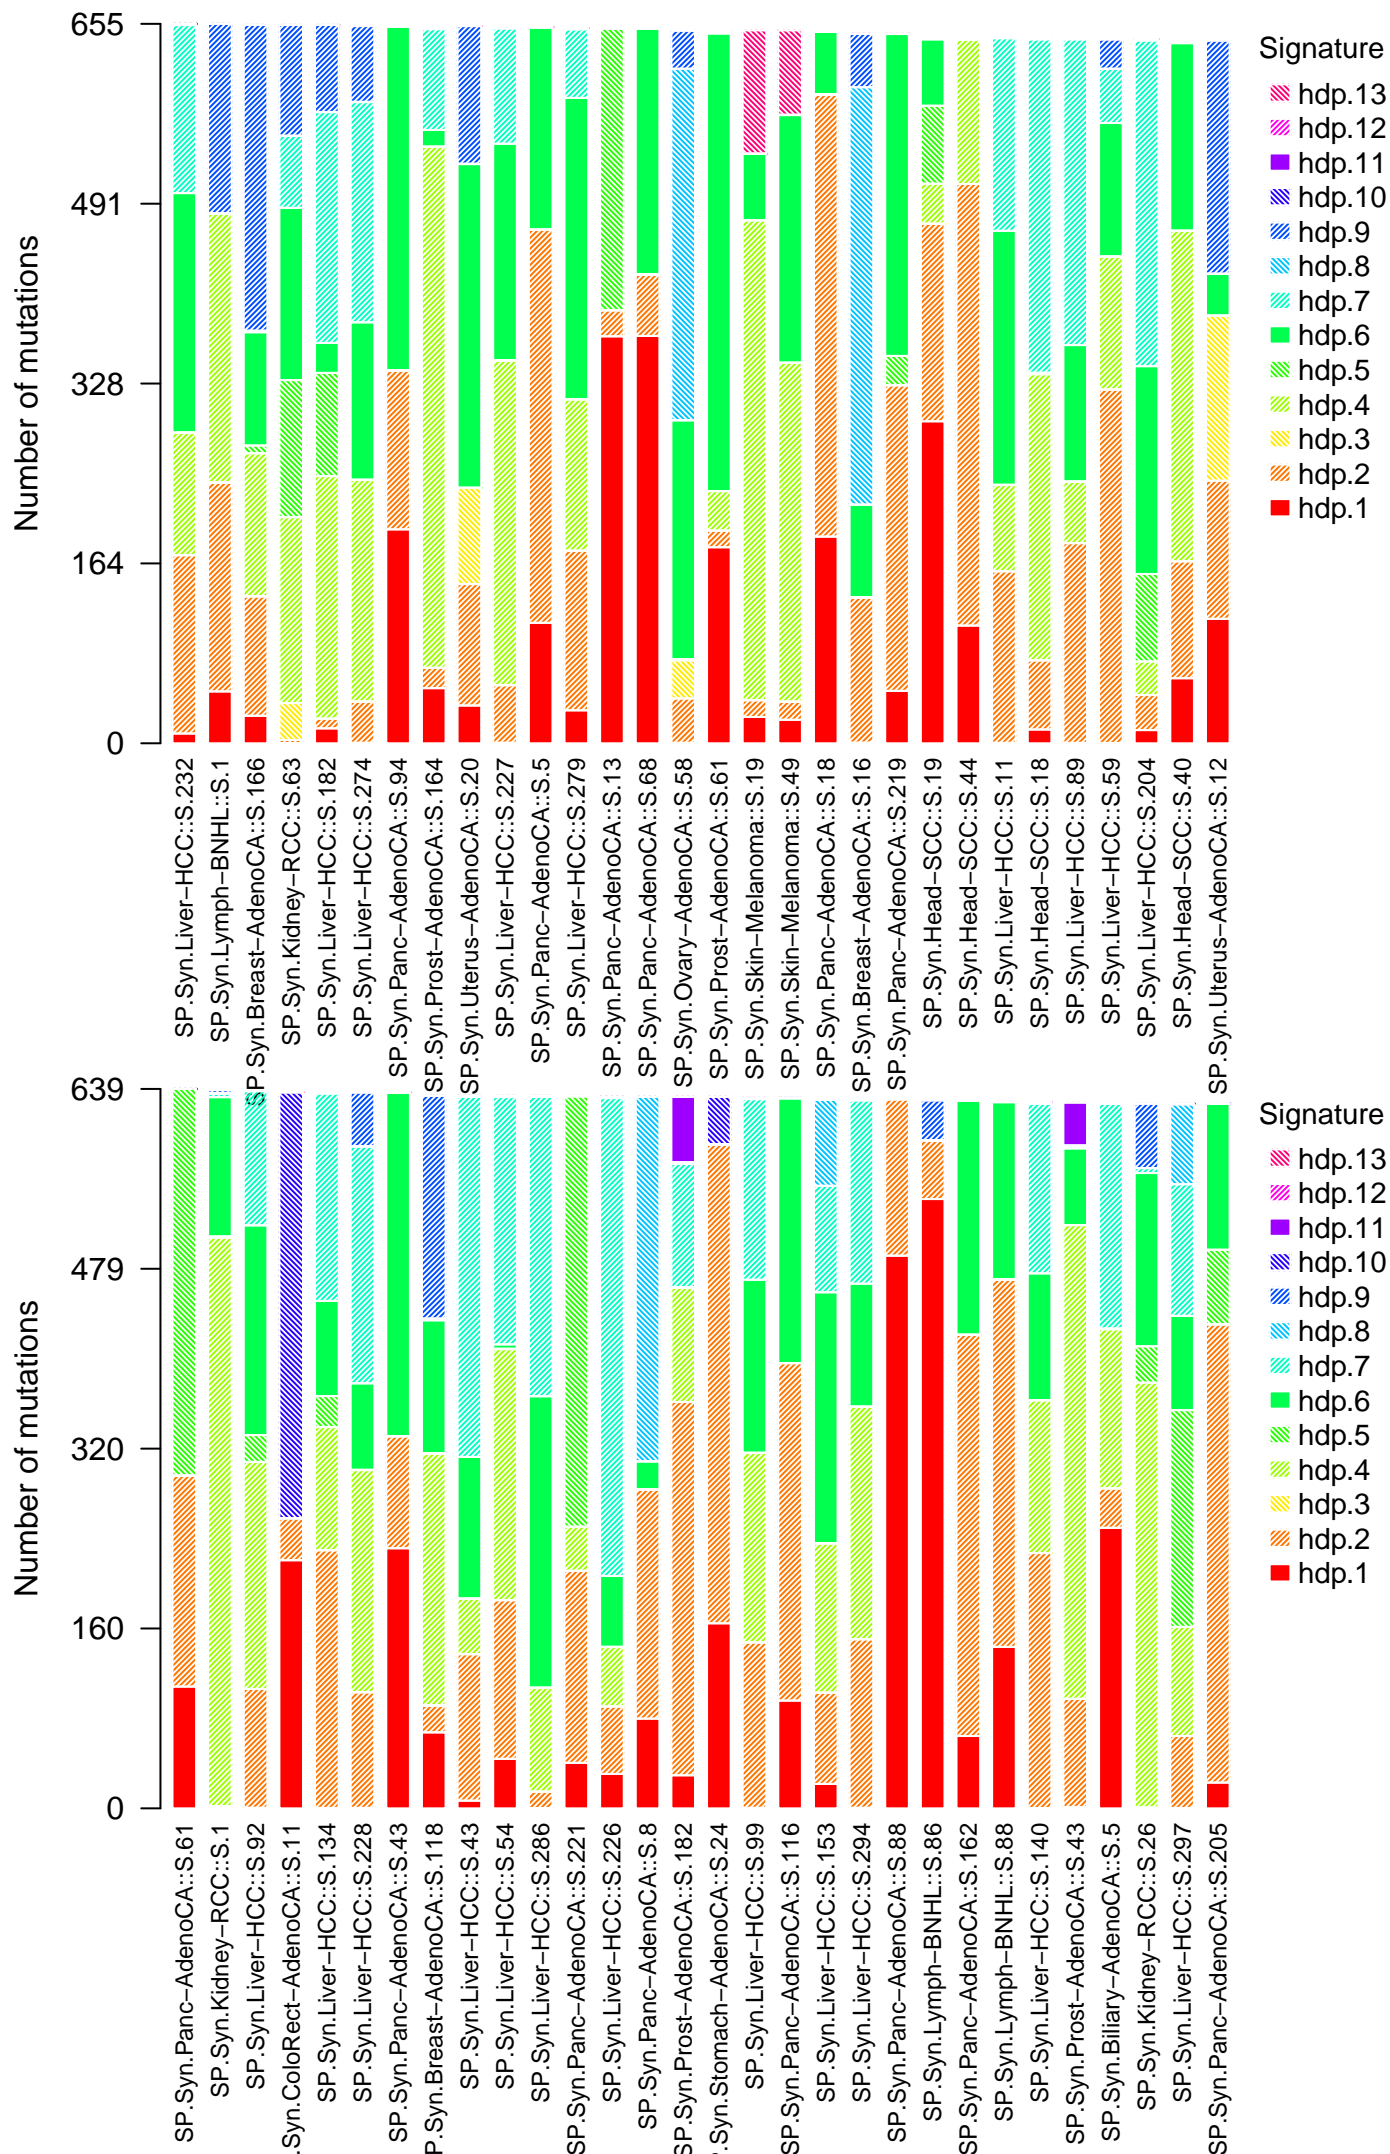 Number of mutations
655
491
328
164
0
Signature
hdp.13
hdp.12
hdp.11
hdp.10
hdp.9
hdp.8
hdp.7
hdp.6
hdp.5
hdp.4
hdp.3
hdp.2
hdp.1
SP.Syn.Liver−HCC::S.232
SP.Syn.Lymph−BNHL::S.1
SP.Syn.Breast−AdenoCA::S.166
SP.Syn.Kidney−RCC::S.63
SP.Syn.Liver−HCC::S.182
SP.Syn.Liver−HCC::S.274
SP.Syn.Panc−AdenoCA::S.94
SP.Syn.Prost−AdenoCA::S.164
SP.Syn.Uterus−AdenoCA::S.20
SP.Syn.Liver−HCC::S.227
SP.Syn.Panc−AdenoCA::S.5
SP.Syn.Liver−HCC::S.279
SP.Syn.Panc−AdenoCA::S.13
SP.Syn.Panc−AdenoCA::S.68
SP.Syn.Ovary−AdenoCA::S.58
SP.Syn.Prost−AdenoCA::S.61
SP.Syn.Skin−Melanoma::S.19
SP.Syn.Skin−Melanoma::S.49
SP.Syn.Panc−AdenoCA::S.18
SP.Syn.Breast−AdenoCA::S.16
SP.Syn.Panc−AdenoCA::S.219
SP.Syn.Head−SCC::S.19
SP.Syn.Head−SCC::S.44
SP.Syn.Liver−HCC::S.11
SP.Syn.Head−SCC::S.18
SP.Syn.Liver−HCC::S.89
SP.Syn.Liver−HCC::S.59
SP.Syn.Liver−HCC::S.204
SP.Syn.Head−SCC::S.40
SP.Syn.Uterus−AdenoCA::S.12
Number of mutations
639
479
320
160
0
Signature
hdp.13
hdp.12
hdp.11
hdp.10
hdp.9
hdp.8
hdp.7
hdp.6
hdp.5
hdp.4
hdp.3
hdp.2
hdp.1
SP.Syn.Panc−AdenoCA::S.61
SP.Syn.Kidney−RCC::S.1
SP.Syn.Liver−HCC::S.92
.Syn.ColoRect−AdenoCA::S.11
SP.Syn.Liver−HCC::S.134
SP.Syn.Liver−HCC::S.228
SP.Syn.Panc−AdenoCA::S.43
P.Syn.Breast−AdenoCA::S.118
SP.Syn.Liver−HCC::S.43
SP.Syn.Liver−HCC::S.54
SP.Syn.Liver−HCC::S.286
SP.Syn.Panc−AdenoCA::S.221
SP.Syn.Liver−HCC::S.226
SP.Syn.Panc−AdenoCA::S.8
SP.Syn.Prost−AdenoCA::S.182
SP.Syn.Stomach−AdenoCA::S.24
SP.Syn.Liver−HCC::S.99
SP.Syn.Panc−AdenoCA::S.116
SP.Syn.Liver−HCC::S.153
SP.Syn.Liver−HCC::S.294
SP.Syn.Panc−AdenoCA::S.88
SP.Syn.Lymph−BNHL::S.86
SP.Syn.Panc−AdenoCA::S.162
SP.Syn.Lymph−BNHL::S.88
SP.Syn.Liver−HCC::S.140
SP.Syn.Prost−AdenoCA::S.43
SP.Syn.Biliary−AdenoCA::S.5
SP.Syn.Kidney−RCC::S.26
SP.Syn.Liver−HCC::S.297
SP.Syn.Panc−AdenoCA::S.205